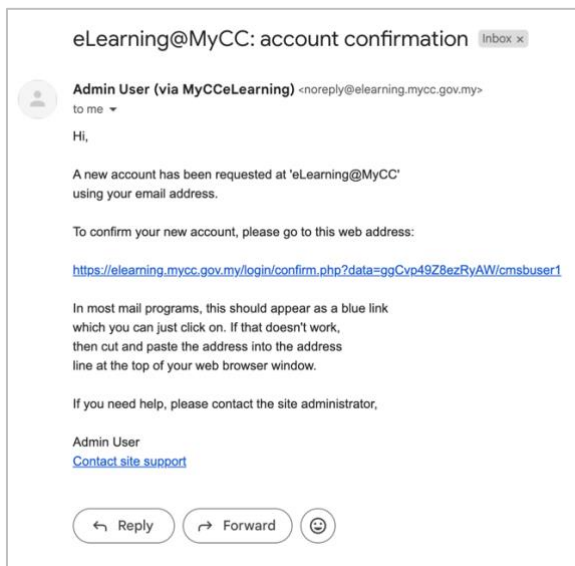 eLearning@MyCC: account confirmation Inbox ×
Admin User (via MyCCeLearning) <noreply@elearning.mycc.gov.my>
to me
Hi,
A new account has been requested at 'eLearning@MyCC'
using your email address.
To confirm your new account, please go to this web address:
https://elearning.mycc.gov.my/login/confirm.php?data=ggCvp49Z8ezRyAW/cmsbuser1
In most mail programs, this should appear as a blue link
which you can just click on. If that doesn't work,
then cut and paste the address into the address
line at the top of your web browser window.
If you need help, please contact the site administrator,
Admin User
Contact site support
Reply Forward